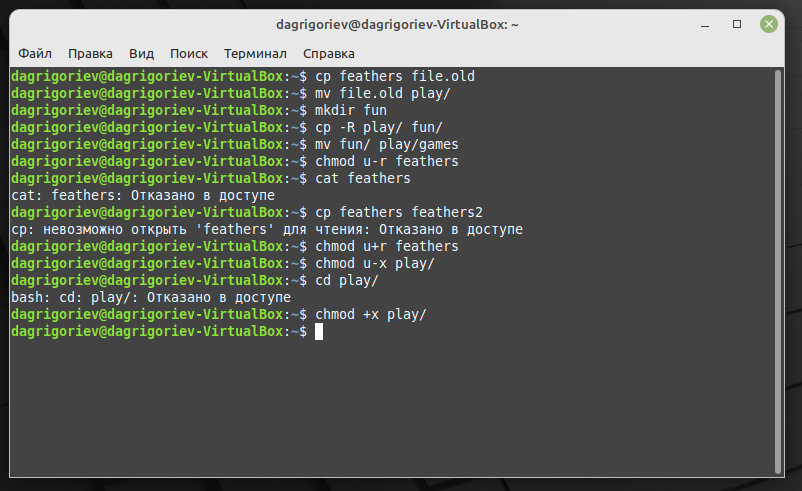 dagrigoriev@dagrigoriev-VirtualBox: ~
Файл Правка Вид Поиск Терминал Справка
dagrigoriev@dagrigoriev-VirtualBox:~$ cp feathers file.old
dagrigoriev@dagrigoriev-VirtualBox:~$ mv file.old play/
dagrigoriev@dagrigoriev-VirtualBox:~$ mkdir fun
dagrigoriev@dagrigoriev-VirtualBox:~$ cp -R play/ fun/
dagrigoriev@dagrigoriev-VirtualBox:~$ mv fun/ play/games
dagrigoriev@dagrigoriev-VirtualBox:~$ chmod u-r feathers
dagrigoriev@dagrigoriev-VirtualBox:~$ cat feathers
cat: feathers: Отказано в доступе
dagrigoriev@dagrigoriev-VirtualBox:~$ cp feathers feathers2
cp: невозможно открыть 'feathers' для чтения: Отказано в доступе
dagrigoriev@dagrigoriev-VirtualBox:~$ chmod u+r feathers
dagrigoriev@dagrigoriev-VirtualBox:~$ chmod u-x play/
dagrigoriev@dagrigoriev-VirtualBox:~$ cd play/
bash: cd: play/: Отказано в доступе
dagrigoriev@dagrigoriev-VirtualBox:~$ chmod +x play/
dagrigoriev@dagrigoriev-VirtualBox:~$